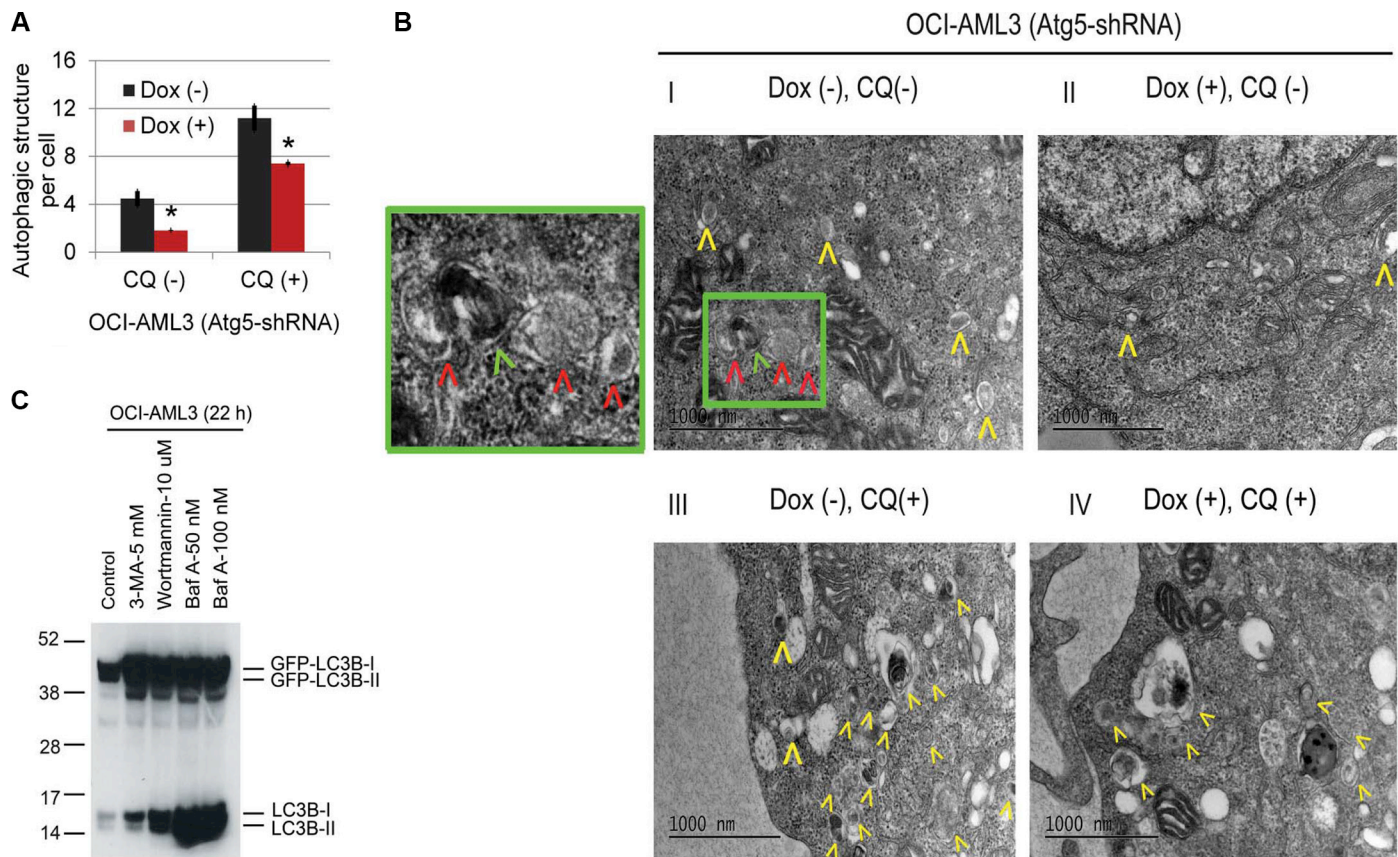 A
16
12
8
4
0
Autophagic structure
per cell
Dox (-)
Dox (+)
*
*
CQ (-)
CQ (+)
OCI-AML3 (Atg5-shRNA)
B
OCI-AML3 (Atg5-shRNA)
I
Dox (-), CQ(-)
II
Dox (+), CQ (-)
1000 nm
1000 nm
III
Dox (-), CQ(+)
IV
Dox (+), CQ (+)
1000 nm
1000 nm
C
OCI-AML3 (22 h)
Control
3-MA-5 mM
Wortmannin-10 uM
Baf A-50 nM
Baf A-100 nM
52
38
28
17
14
GFP-LC3B-I
GFP-LC3B-II
LC3B-I
LC3B-II